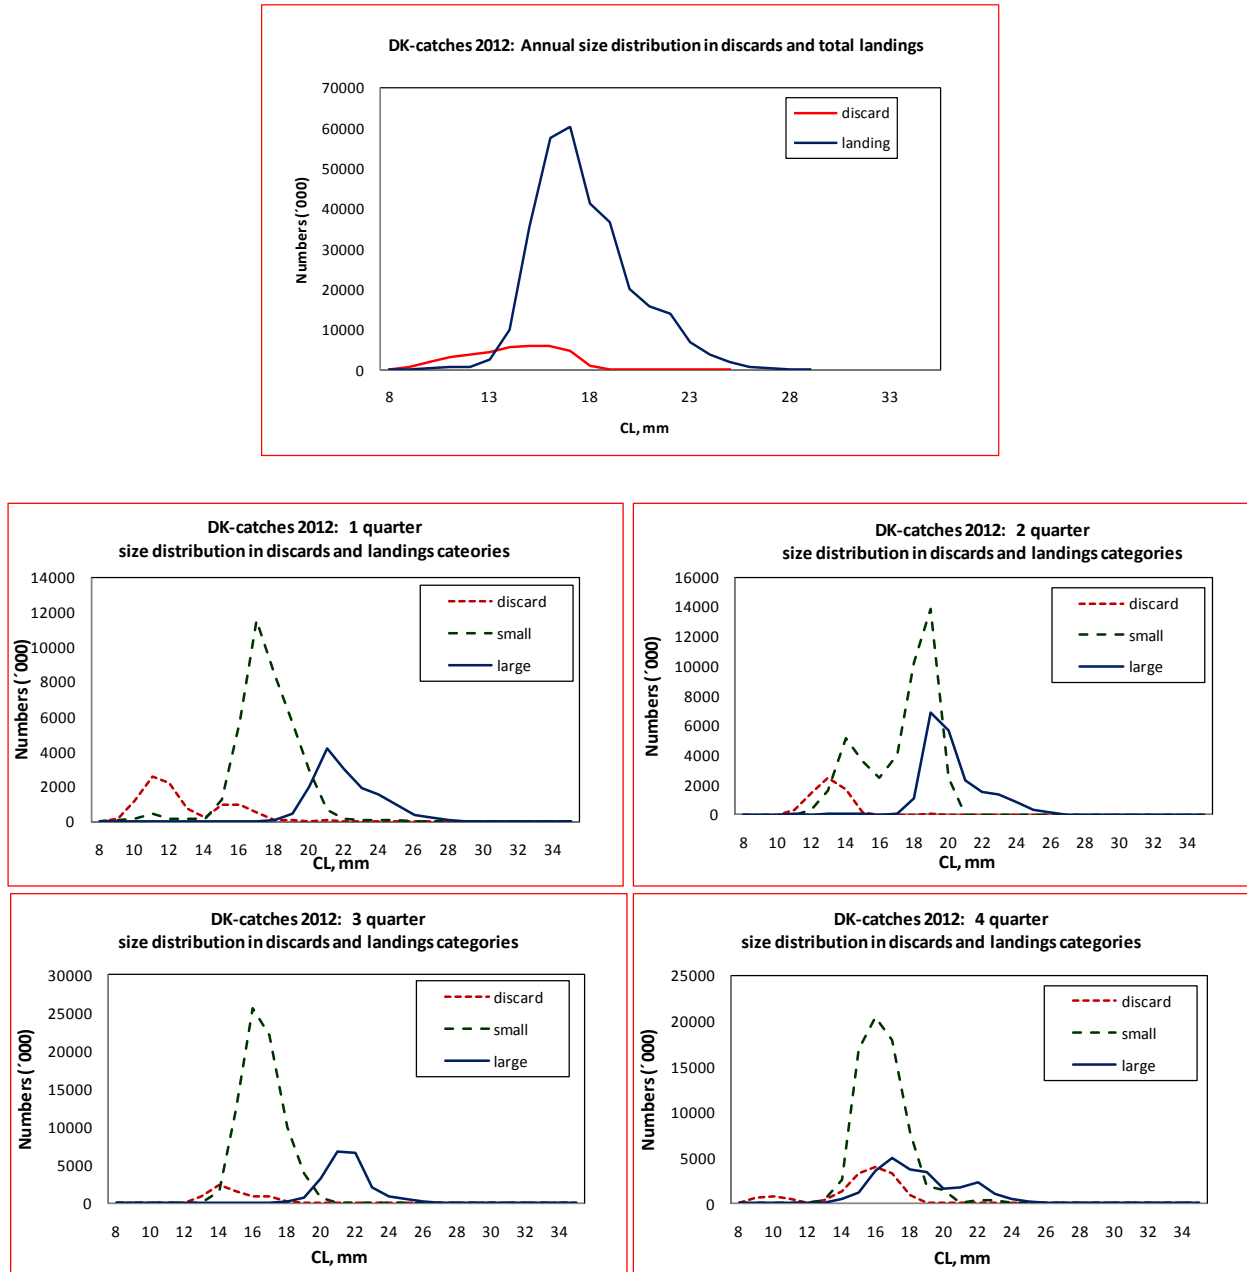 DK-catches 2012: Annual size distribution in discards and total landings
70000
60000
50000
40000
30000
20000
10000
0
Numbers (´000)
discard
landing
8 13 18 23 28 33
CL, mm
DK-catches 2012: 1 quarter
size distribution in discards and landings cateories
14000
12000
10000
8000
6000
4000
2000
0
Numbers (´000)
discard
small
large
8 10 12 14 16 18 20 22 24 26 28 30 32 34
CL, mm
DK-catches 2012: 2 quarter
size distribution in discards and landings categories
16000
14000
12000
10000
8000
6000
4000
2000
0
Numbers (´000)
discard
small
large
8 10 12 14 16 18 20 22 24 26 28 30 32 34
CL, mm
DK-catches 2012: 3 quarter
size distribution in discards and landings categories
30000
25000
20000
15000
10000
5000
0
Numbers (´000)
discard
small
large
8 10 12 14 16 18 20 22 24 26 28 30 32 34
CL, mm
DK-catches 2012: 4 quarter
size distribution in discards and landings categories
25000
20000
15000
10000
5000
0
Numbers (´000)
discard
small
large
8 10 12 14 16 18 20 22 24 26 28 30 32 34
CL, mm